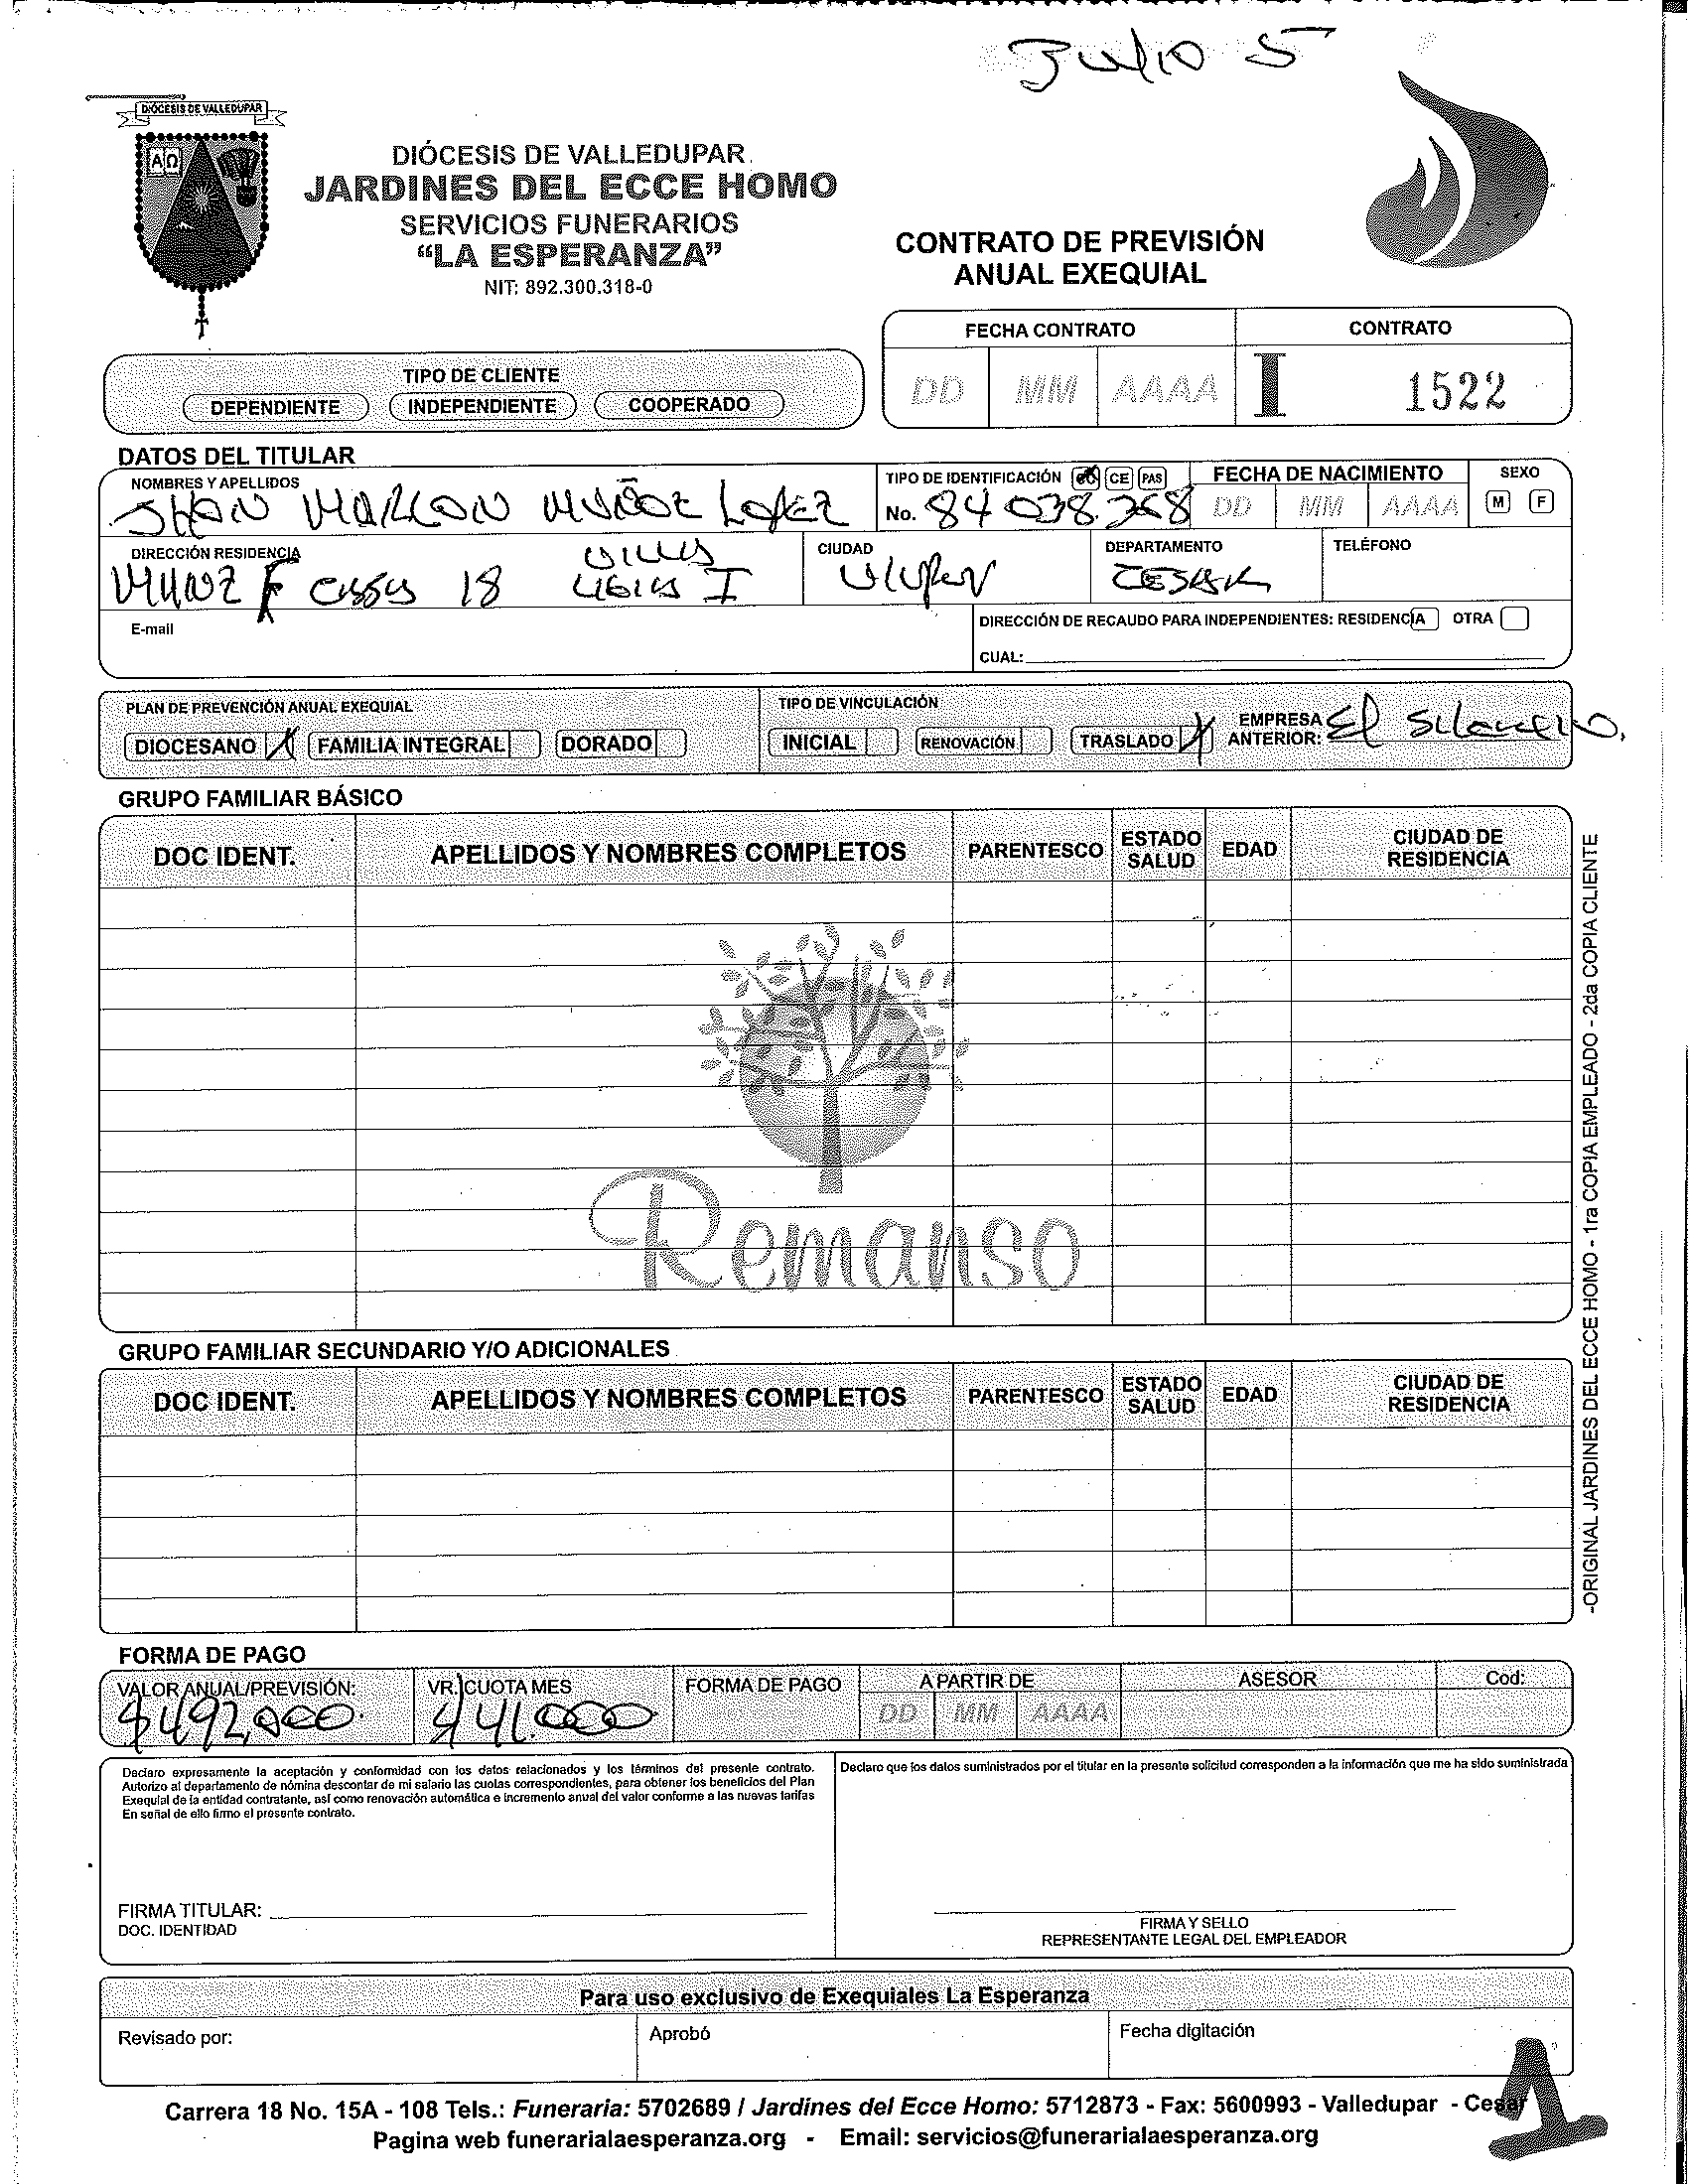 Julio 5
DIÓCESIS DE VALLEDUPAR
AΩ
DIÓCESIS DE VALLEDUPAR
JARDINES DEL ECCE HOMO
SERVICIOS FUNERARIOS
“LA ESPERANZA”
NIT: 892.300.318-0
CONTRATO DE PREVISIÓN
ANUAL EXEQUIAL
FECHA CONTRATO CONTRATO
DD MM AAAA I 1522
TIPO DE CLIENTE
DEPENDIENTE INDEPENDIENTE COOPERADO
DATOS DEL TITULAR
NOMBRES Y APELLIDOS TIPO DE IDENTIFICACIÓN CE PAS FECHA DE NACIMIENTO SEXO
JHON MARLON MUÑOZ LOPEZ No. 84 038.368 DD MM AAAA M F
DIRECCIÓN RESIDENCIA CIUDAD DEPARTAMENTO TELÉFONO
MANZ F CASA 18 VILLA LIGIA I V/UPAR CESAR
E-mail DIRECCIÓN DE RECAUDO PARA INDEPENDIENTES: RESIDENCIA OTRA
CUAL:
PLAN DE PREVENCIÓN ANUAL EXEQUIAL TIPO DE VINCULACIÓN
DIOCESANO X FAMILIA INTEGRAL DORADO INICIAL RENOVACIÓN TRASLADO X EMPRESA ANTERIOR: El Silencio.
GRUPO FAMILIAR BÁSICO
DOC IDENT. APELLIDOS Y NOMBRES COMPLETOS PARENTESCO ESTADO SALUD EDAD CIUDAD DE RESIDENCIA
Remanso
GRUPO FAMILIAR SECUNDARIO Y/O ADICIONALES
DOC IDENT. APELLIDOS Y NOMBRES COMPLETOS PARENTESCO ESTADO SALUD EDAD CIUDAD DE RESIDENCIA
-ORIGINAL JARDINES DEL ECCE HOMO - 1ra COPIA EMPLEADO - 2da COPIA CLIENTE
FORMA DE PAGO
VALOR ANUAL/PREVISIÓN: VR. CUOTA MES FORMA DE PAGO A PARTIR DE ASESOR Cod:
$492,000 $41.000 DD MM AAAA
Declaro expresamente la aceptación y conformidad con los datos relacionados y los términos del presente contrato.
Autorizo al departamento de nómina descontar de mi salario las cuotas correspondientes, para obtener los beneficios del Plan
Exequial de la entidad contratante, así como renovación automática e incremento anual del valor conforme a las nuevas tarifas
En señal de ello firmo el presente contrato.
Declaro que los datos suministrados por el titular en la presente solicitud corresponden a la información que me ha sido suministrada
FIRMA TITULAR:
DOC. IDENTIDAD
FIRMA Y SELLO
REPRESENTANTE LEGAL DEL EMPLEADOR
Para uso exclusivo de Exequiales La Esperanza
Revisado por: Aprobó Fecha digitación
1
Carrera 18 No. 15A - 108 Tels.: Funeraria: 5702689 / Jardines del Ecce Homo: 5712873 - Fax: 5600993 - Valledupar - Cesar
Pagina web funerarialaesperanza.org - Email: servicios@funerarialaesperanza.org